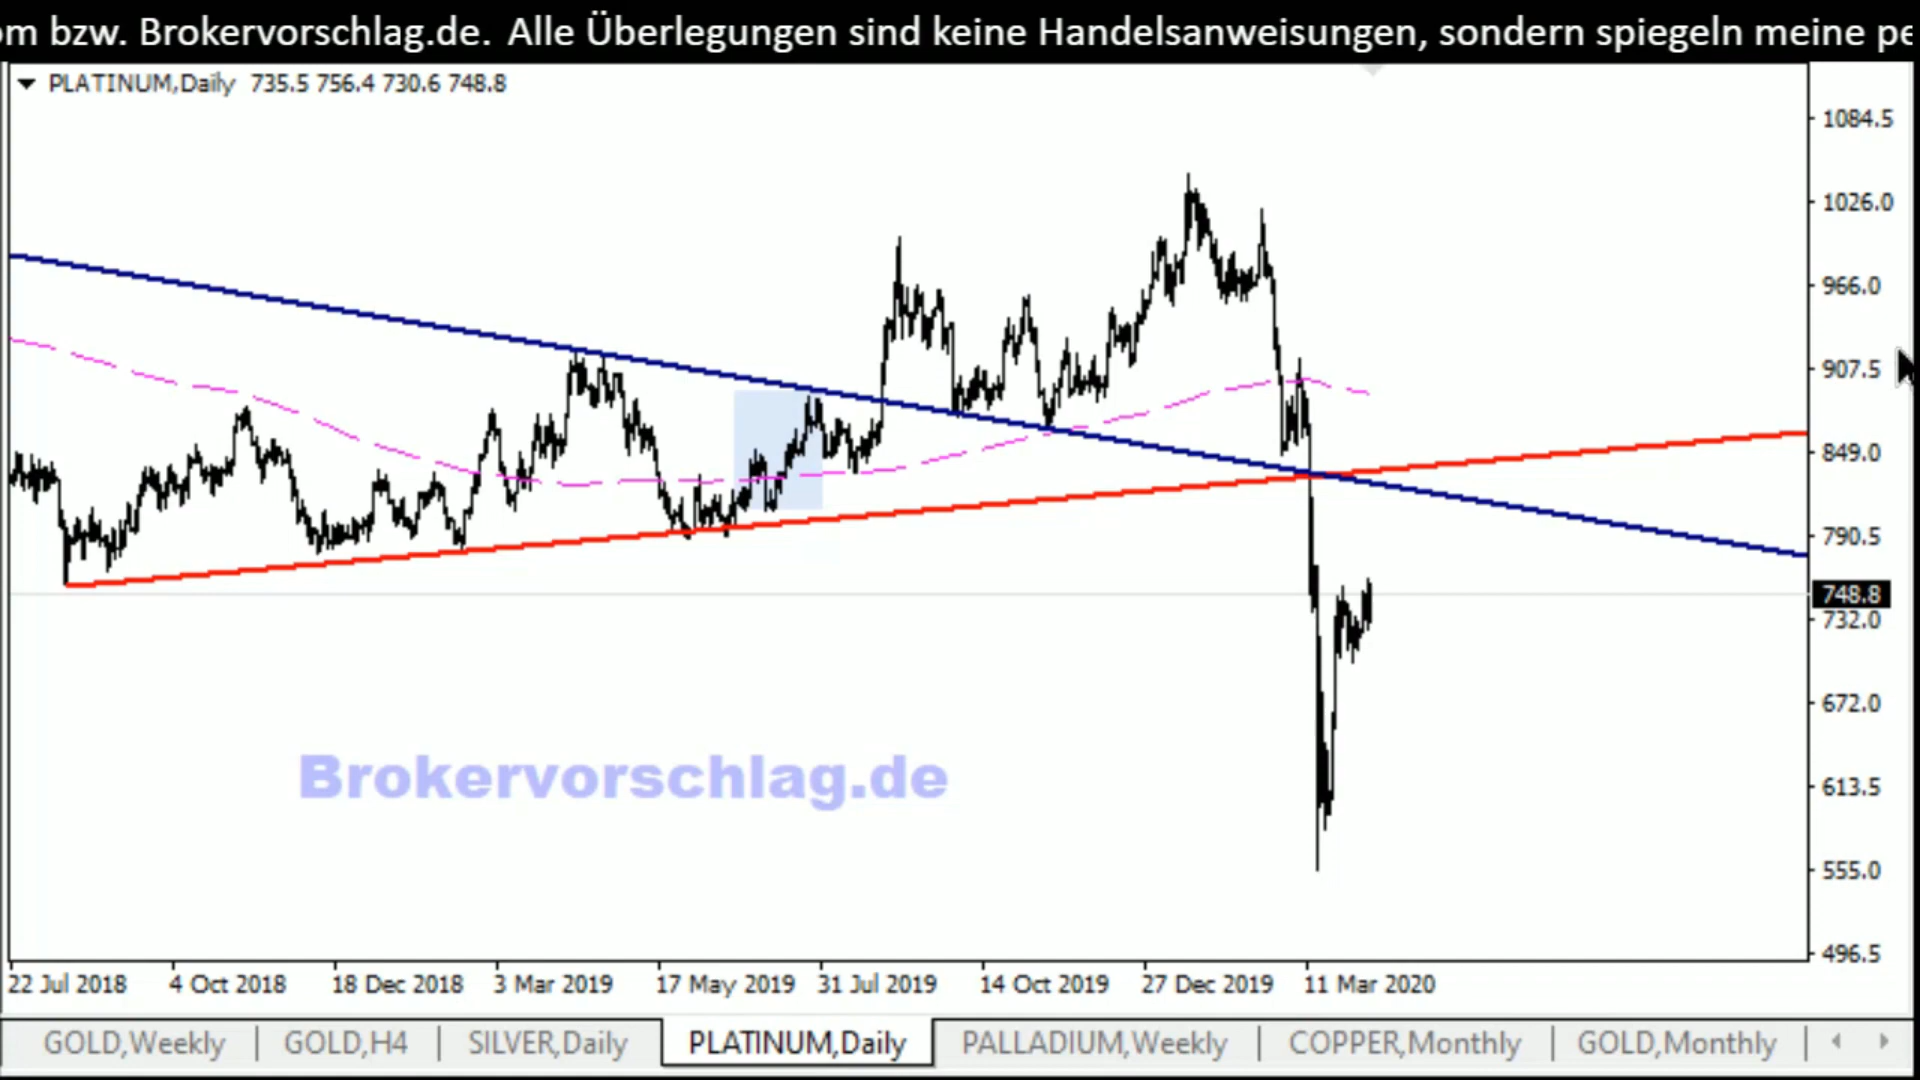 om bzw. Brokervorschlag.de. Alle Überlegungen sind keine Handelsanweisungen, sondern spiegeln meine pe
PLATINUM,Daily 735.5 756.4 730.6 748.8
1084.5
1026.0
966.0
907.5
849.0
790.5
748.8
732.0
672.0
613.5
555.0
496.5
Brokervorschlag.de
22 Jul 2018 4 Oct 2018 18 Dec 2018 3 Mar 2019 17 May 2019 31 Jul 2019 14 Oct 2019 27 Dec 2019 11 Mar 2020
GOLD,Weekly GOLD,H4 SILVER,Daily PLATINUM,Daily PALLADIUM,Weekly COPPER,Monthly GOLD,Monthly